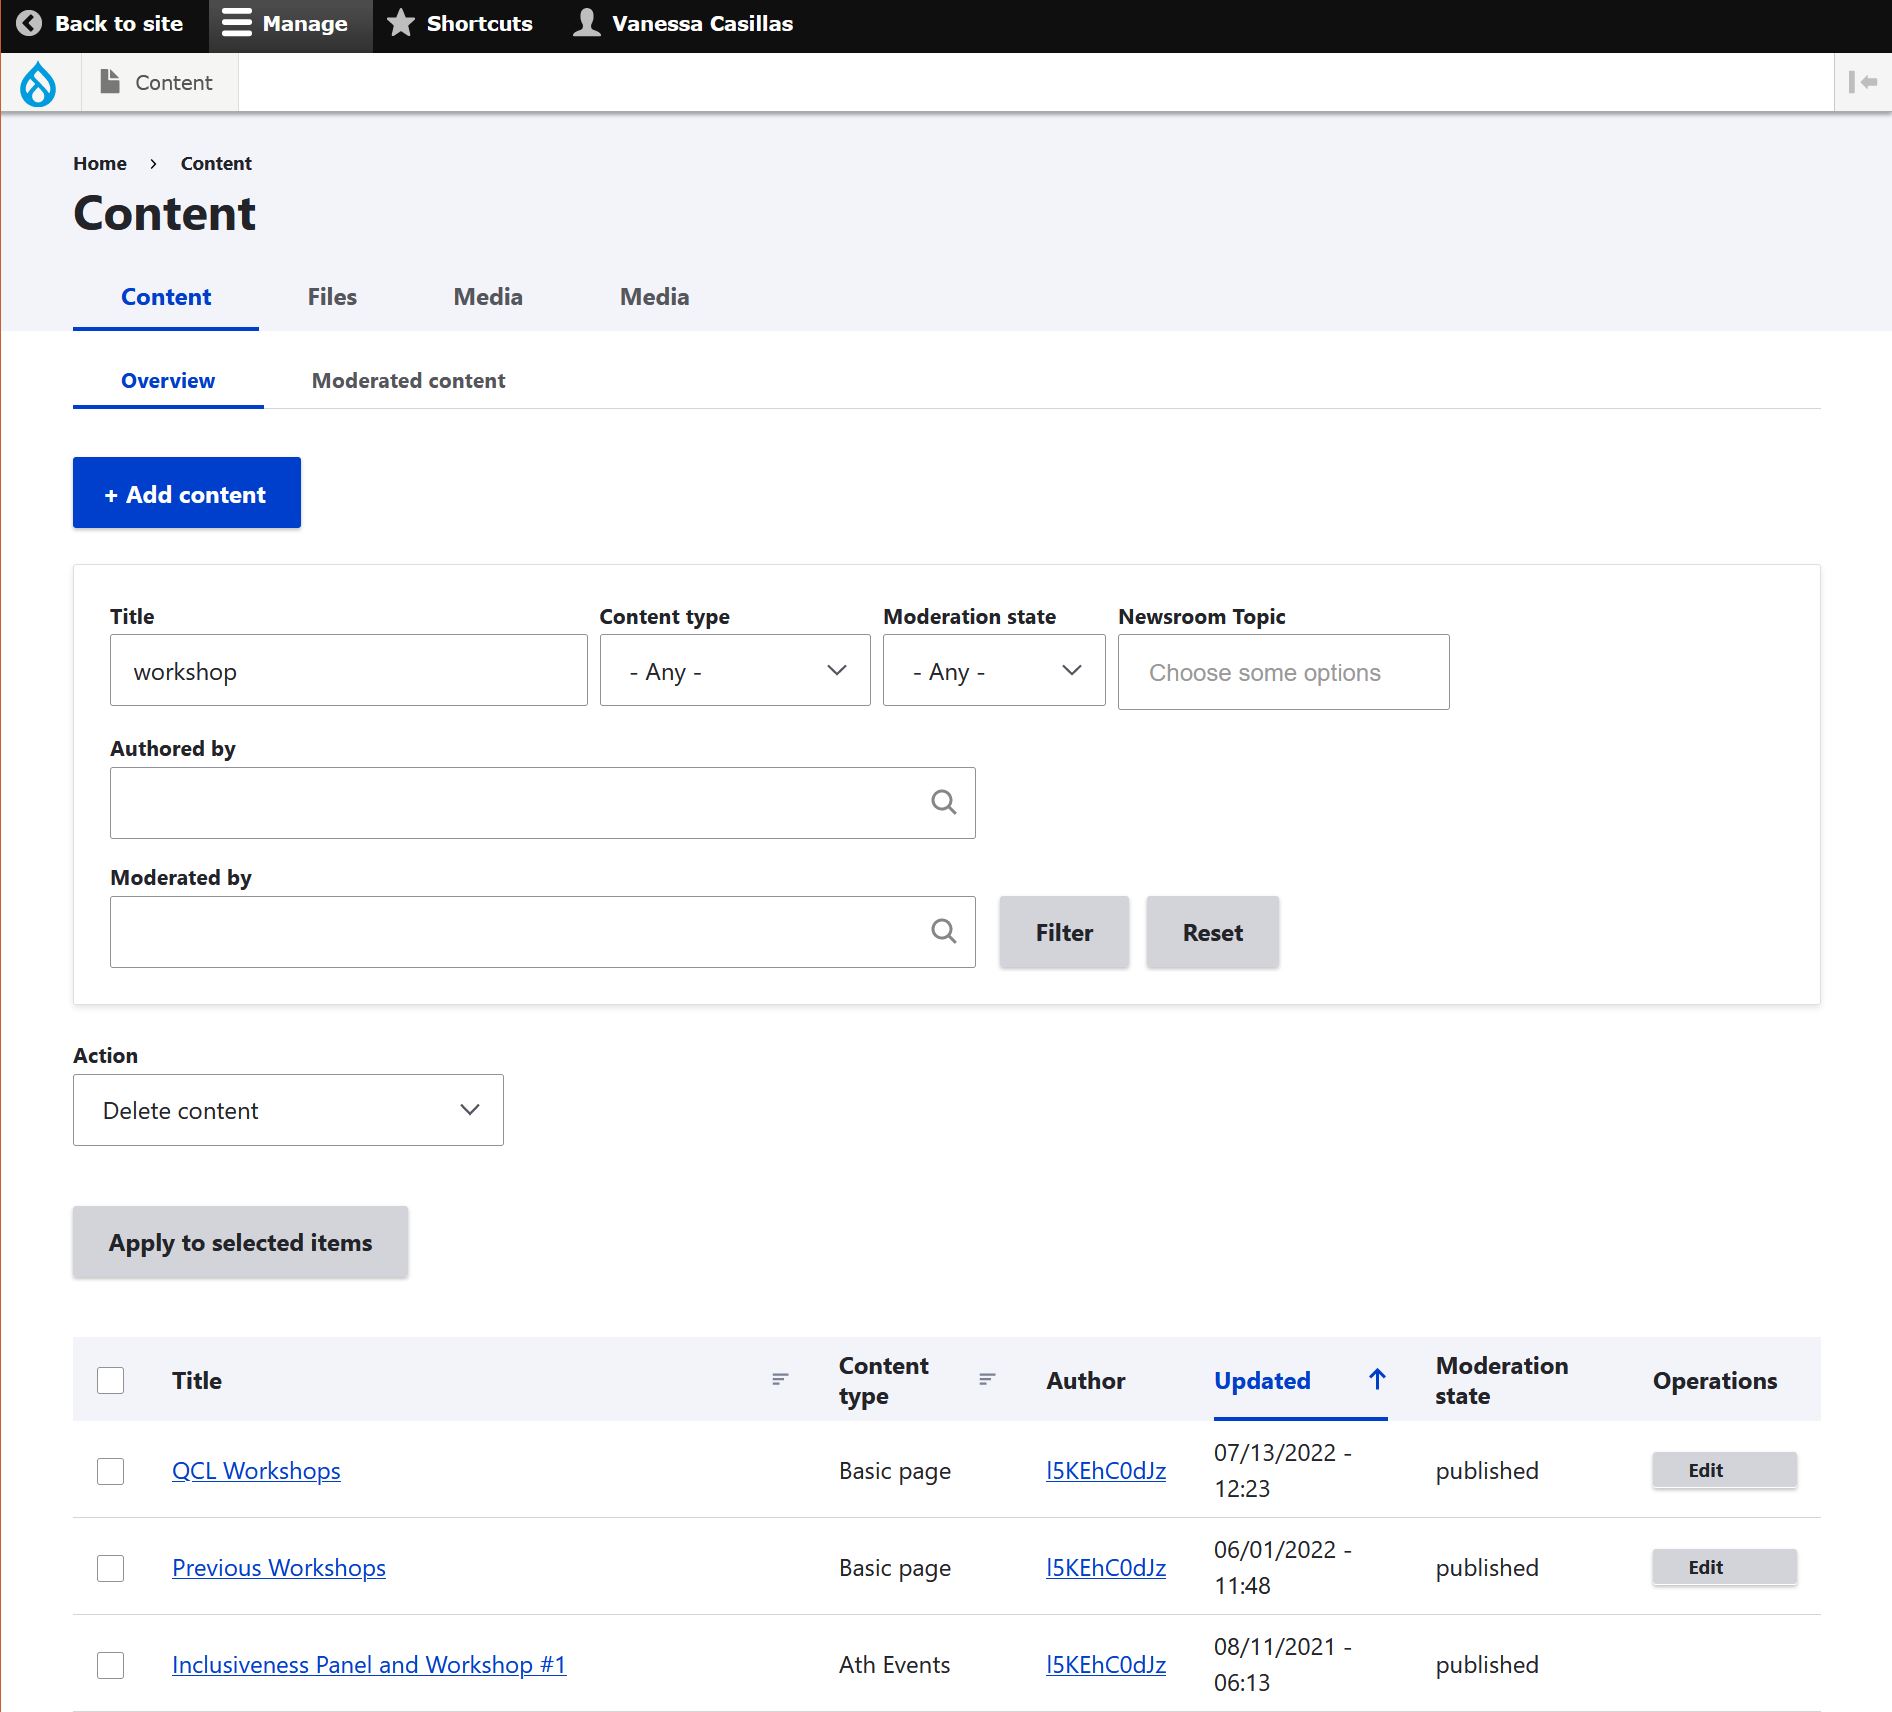 Back to site Manage Shortcuts Vanessa Casillas
Content
Home › Content
Content
Content Files Media Media
Overview Moderated content
+ Add content
Title Content type Moderation state Newsroom Topic
workshop - Any - - Any - Choose some options
Authored by
Moderated by
Filter Reset
Action
Delete content
Apply to selected items
Title Content type Author Updated Moderation state Operations
QCL Workshops Basic page l5KEhC0dJz 07/13/2022 - 12:23 published Edit
Previous Workshops Basic page l5KEhC0dJz 06/01/2022 - 11:48 published Edit
Inclusiveness Panel and Workshop #1 Ath Events l5KEhC0dJz 08/11/2021 - 06:13 published